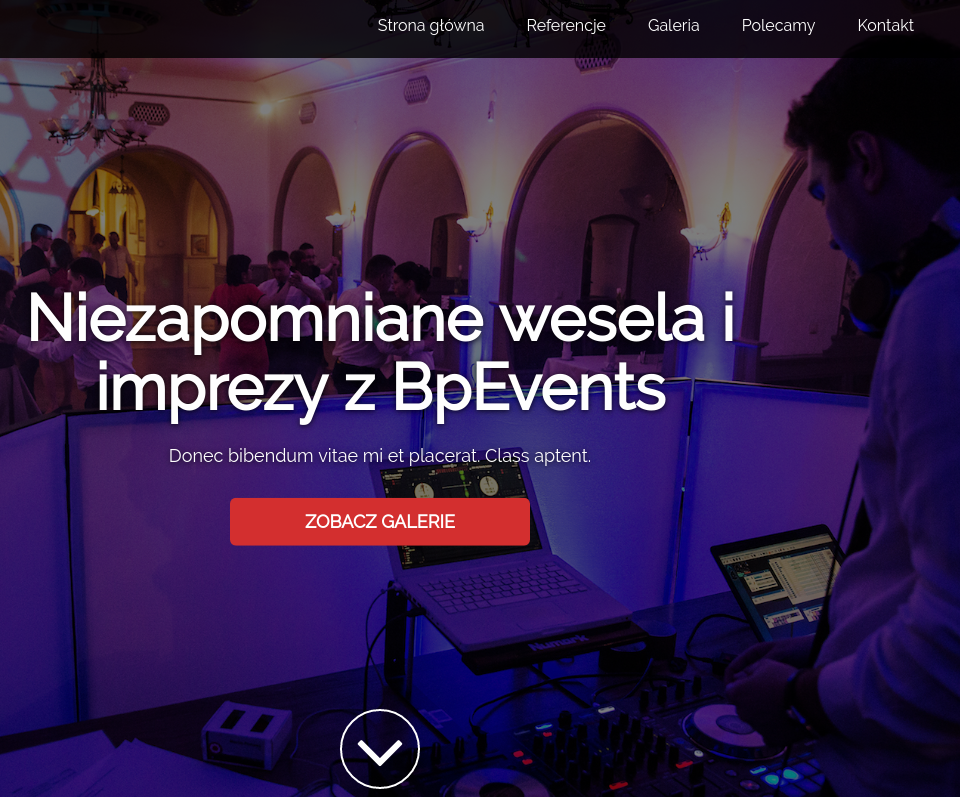 Strona główna Referencje Galeria Polecamy Kontakt
Niezapomniane wesela i
imprezy z BpEvents
Donec bibendum vitae mi et placerat. Class aptent.
ZOBACZ GALERIE
Numark